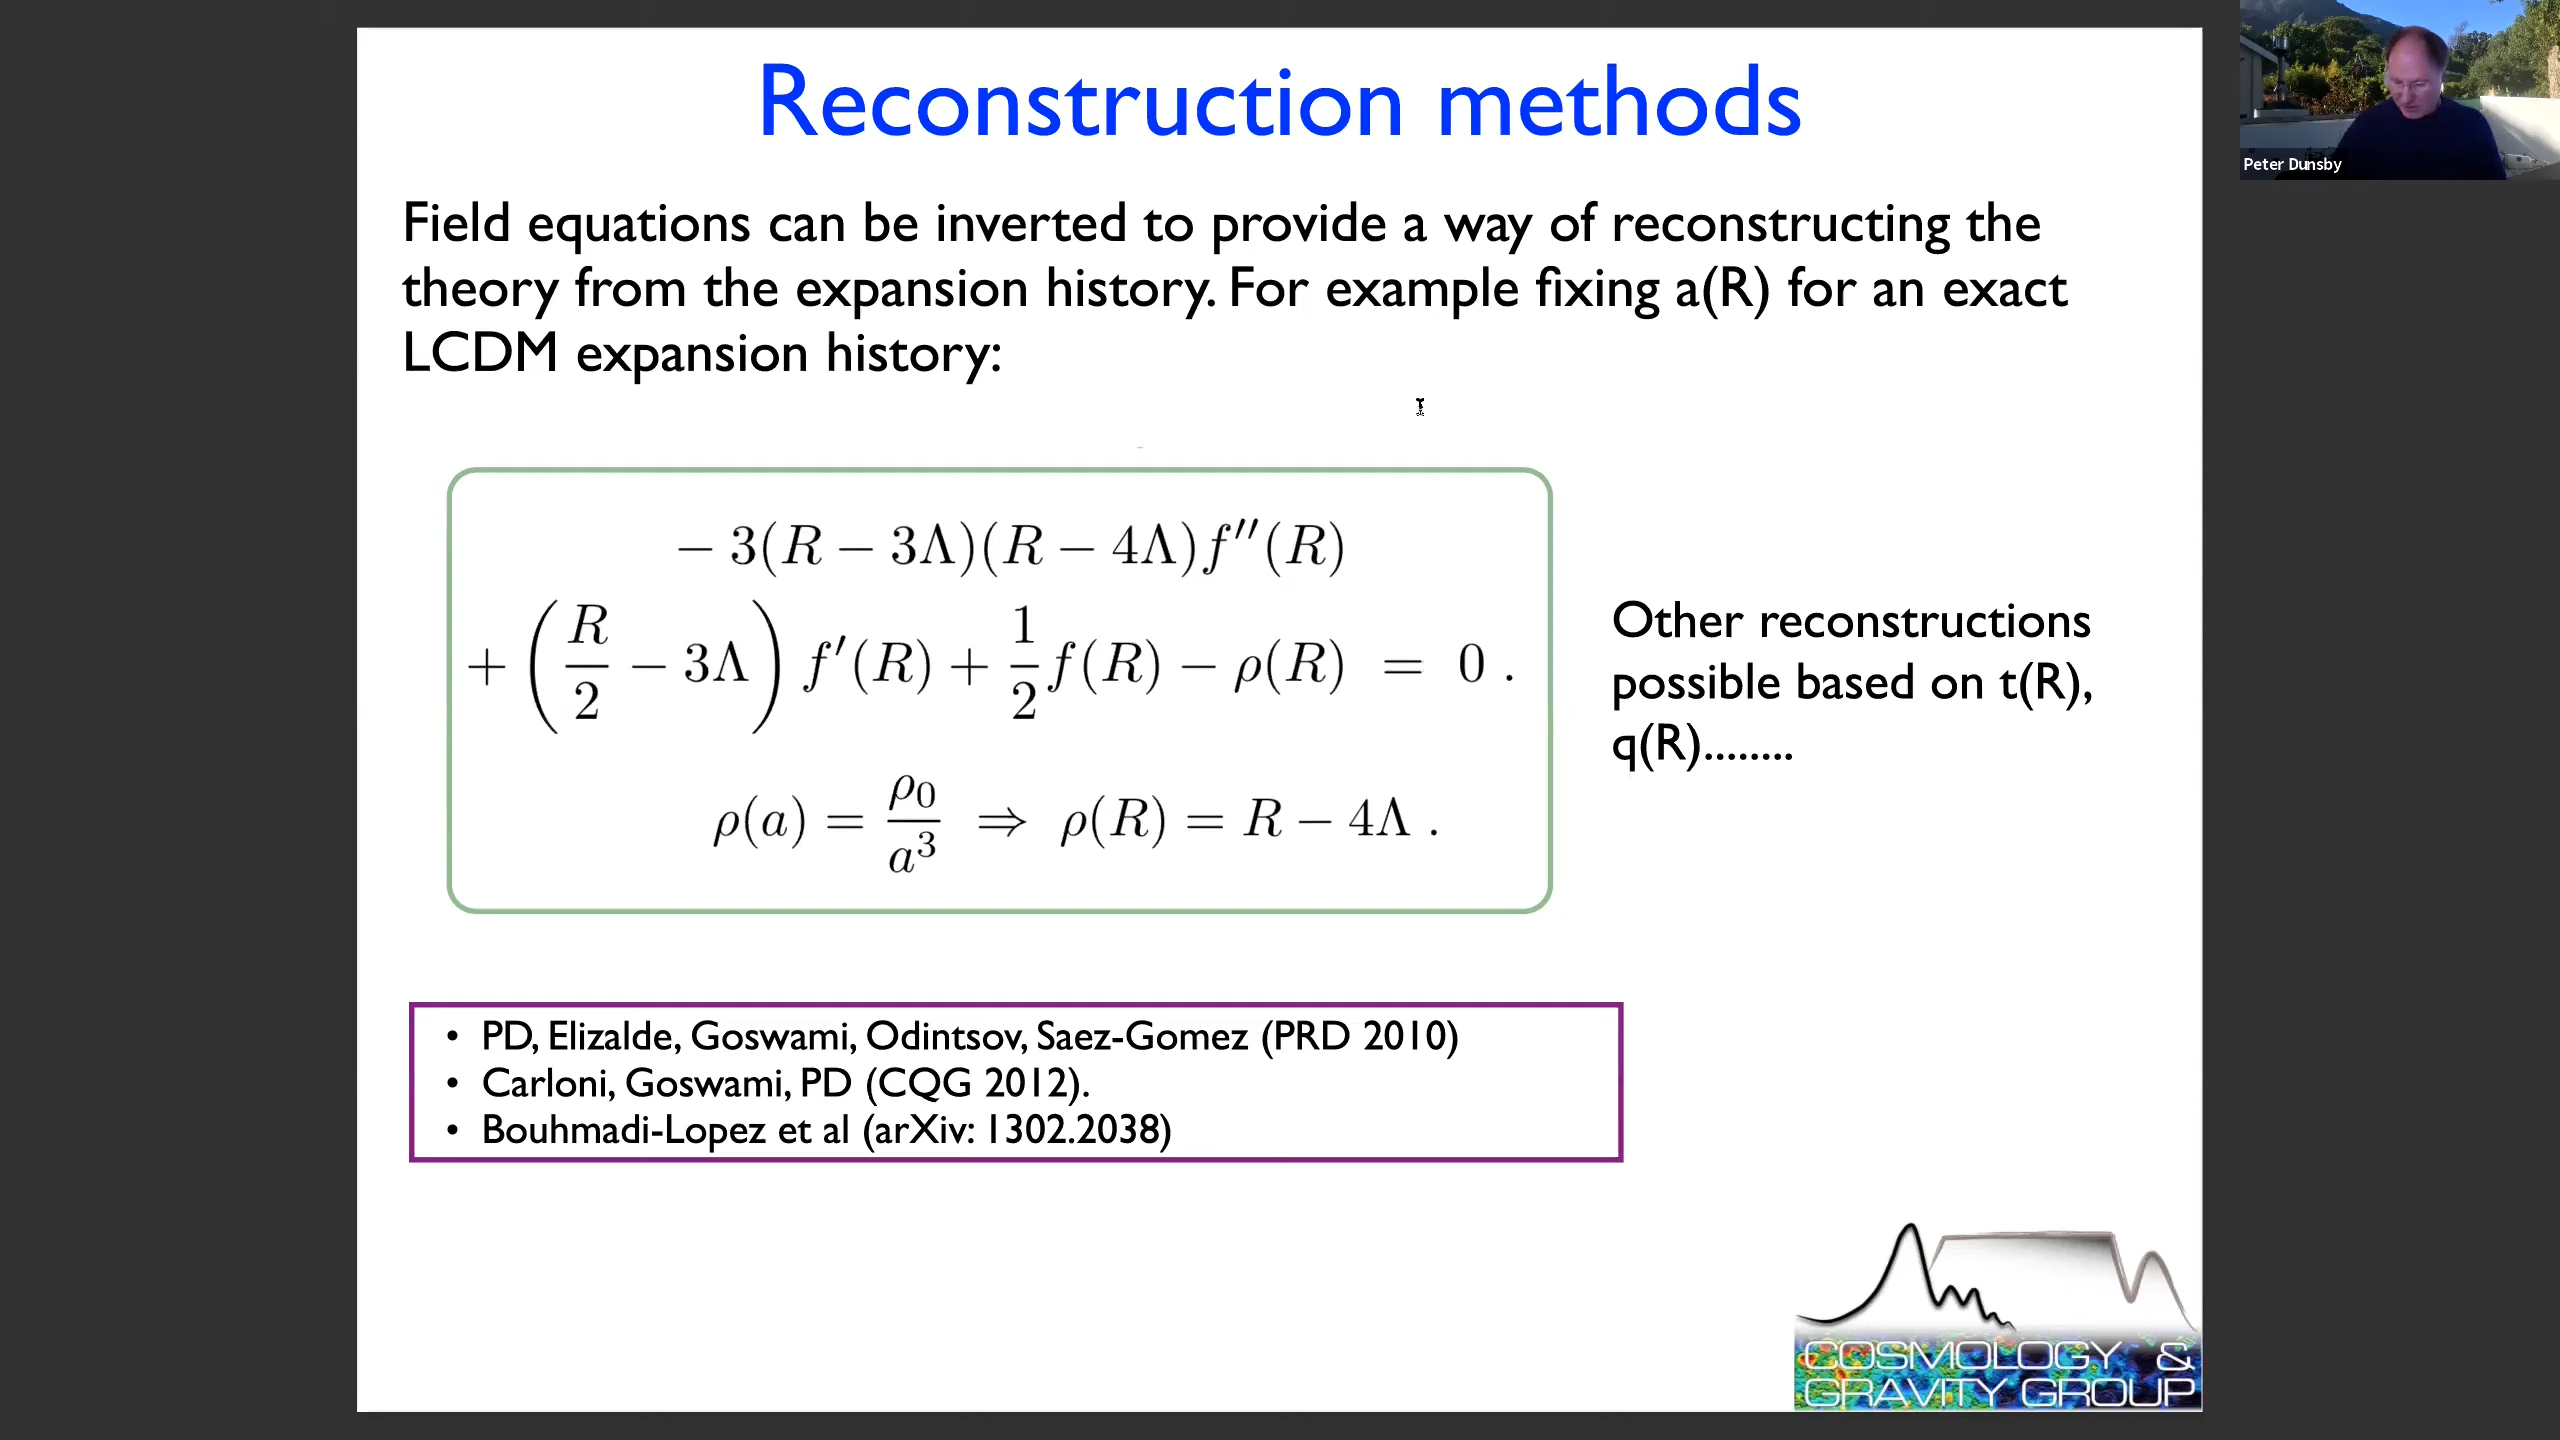 Reconstruction methods
Peter Dunsby
Field equations can be inverted to provide a way of reconstructing the
theory from the expansion history. For example fixing a(R) for an exact
LCDM expansion history:
− 3(R − 3Λ)(R − 4Λ)f′′(R)
+ (R/2 − 3Λ) f′(R) + 1/2 f(R) − ρ(R) = 0 .
ρ(a) = ρ₀/a³ ⇒ ρ(R) = R − 4Λ .
Other reconstructions
possible based on t(R),
q(R)........
• PD, Elizalde, Goswami, Odintsov, Saez-Gomez (PRD 2010)
• Carloni, Goswami, PD (CQG 2012).
• Bouhmadi-Lopez et al (arXiv: 1302.2038)
COSMOLOGY &
GRAVITY GROUP